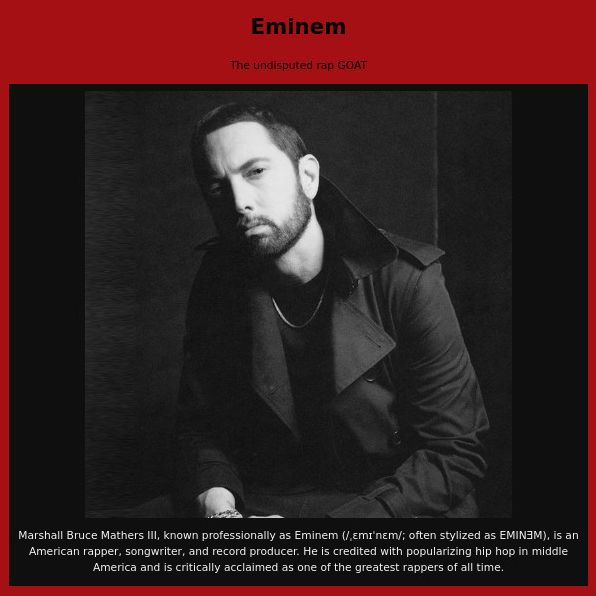 Eminem
The undisputed rap GOAT
Marshall Bruce Mathers III, known professionally as Eminem (/ˌɛmɪˈnɛm/; often stylized as EMINƎM), is an
American rapper, songwriter, and record producer. He is credited with popularizing hip hop in middle
America and is critically acclaimed as one of the greatest rappers of all time.